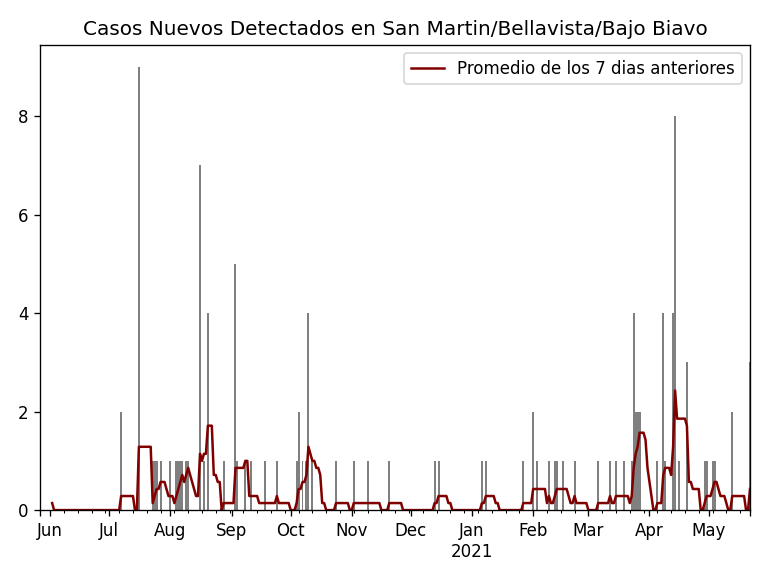 Casos Nuevos Detectados en San Martin/Bellavista/Bajo Biavo
Promedio de los 7 dias anteriores
8
6
4
2
0
Jun Jul Aug Sep Oct Nov Dec Jan Feb Mar Apr May
2021